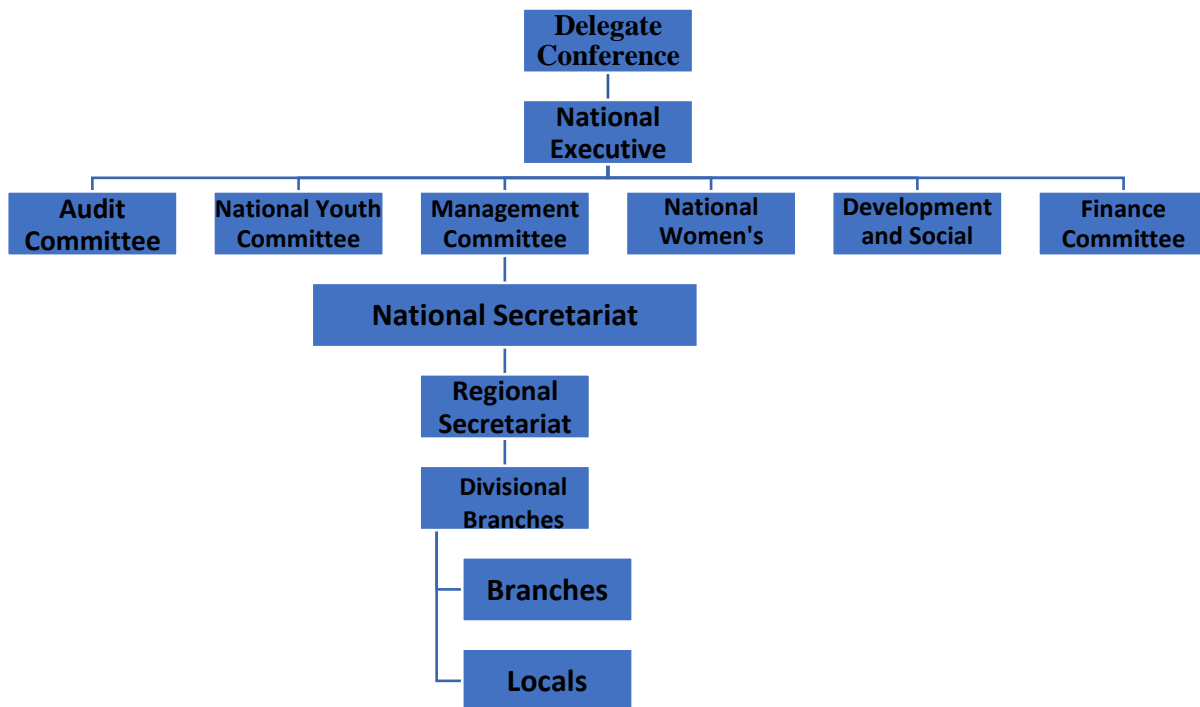 Delegate
Conference
National
Executive
Audit
Committee
National Youth
Committee
Management
Committee
National
Women's
Development
and Social
Finance
Committee
National Secretariat
Regional
Secretariat
Divisional
Branches
Branches
Locals